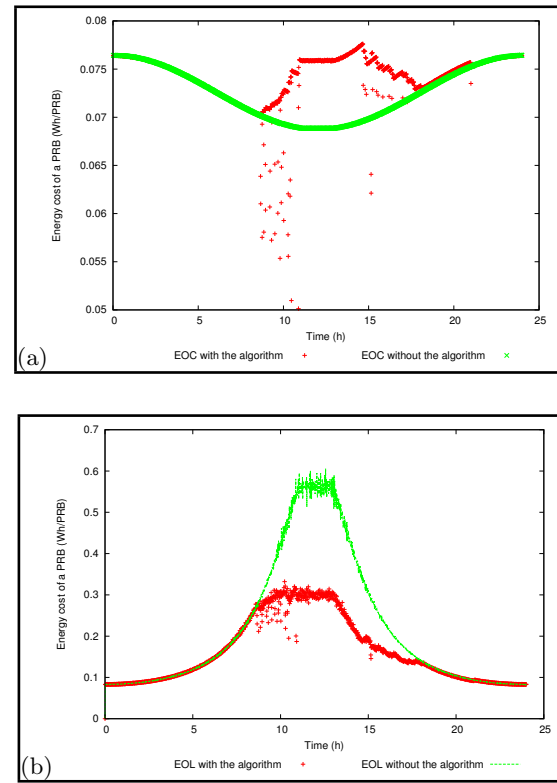 0.08
0.075
0.07
0.065
0.06
0.055
0.05
Energy cost of a PRB (Wh/PRB)
0 5 10 15 20 25
Time (h)
(a)
EOC with the algorithm
EOC without the algorithm
0.7
0.6
0.5
0.4
0.3
0.2
0.1
0
Energy cost of a PRB (Wh/PRB)
0 5 10 15 20 25
Time (h)
(b)
EOL with the algorithm
EOL without the algorithm